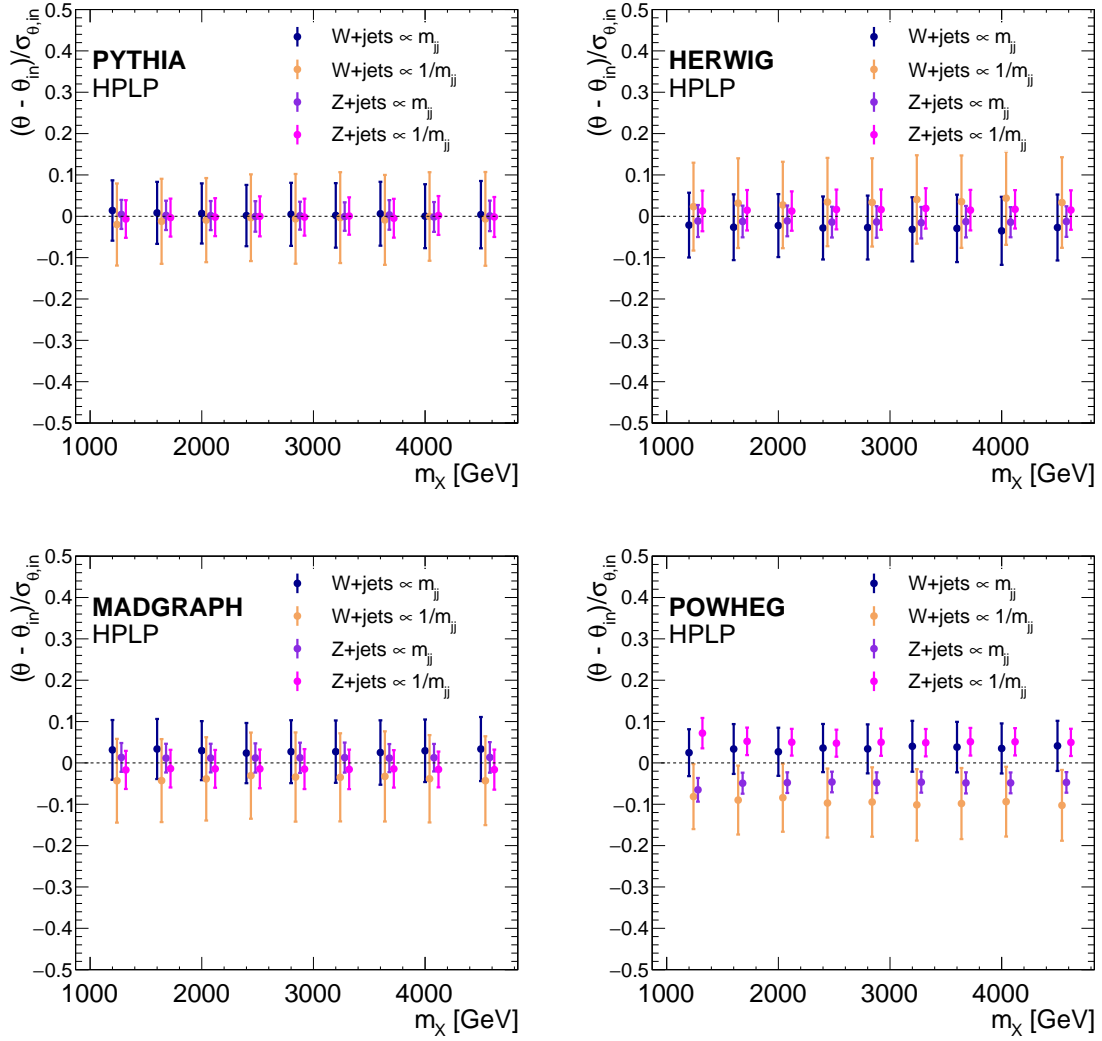 (θ - θin)/σθ,in
0.5
0.4
0.3
0.2
0.1
0
−0.1
−0.2
−0.3
−0.4
−0.5
PYTHIA
HPLP
W+jets ∝ mjj
W+jets ∝ 1/mjj
Z+jets ∝ mjj
Z+jets ∝ 1/mjj
1000 2000 3000 4000
mX [GeV]
(θ - θin)/σθ,in
0.5
0.4
0.3
0.2
0.1
0
−0.1
−0.2
−0.3
−0.4
−0.5
HERWIG
HPLP
W+jets ∝ mjj
W+jets ∝ 1/mjj
Z+jets ∝ mjj
Z+jets ∝ 1/mjj
1000 2000 3000 4000
mX [GeV]
(θ - θin)/σθ,in
0.5
0.4
0.3
0.2
0.1
0
−0.1
−0.2
−0.3
−0.4
−0.5
MADGRAPH
HPLP
W+jets ∝ mjj
W+jets ∝ 1/mjj
Z+jets ∝ mjj
Z+jets ∝ 1/mjj
1000 2000 3000 4000
mX [GeV]
(θ - θin)/σθ,in
0.5
0.4
0.3
0.2
0.1
0
−0.1
−0.2
−0.3
−0.4
−0.5
POWHEG
HPLP
W+jets ∝ mjj
W+jets ∝ 1/mjj
Z+jets ∝ mjj
Z+jets ∝ 1/mjj
1000 2000 3000 4000
mX [GeV]